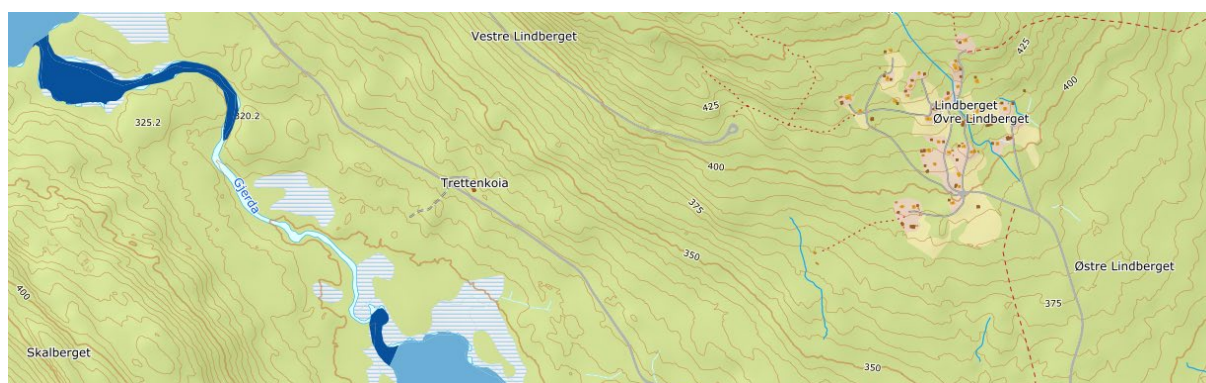 Vestre Lindberget
425
400
425
Lindberget
Øvre Lindberget
325.2
320.2
400
Trettenkoia
Gjerda
375
350
Østre Lindberget
400
375
Skalberget
350